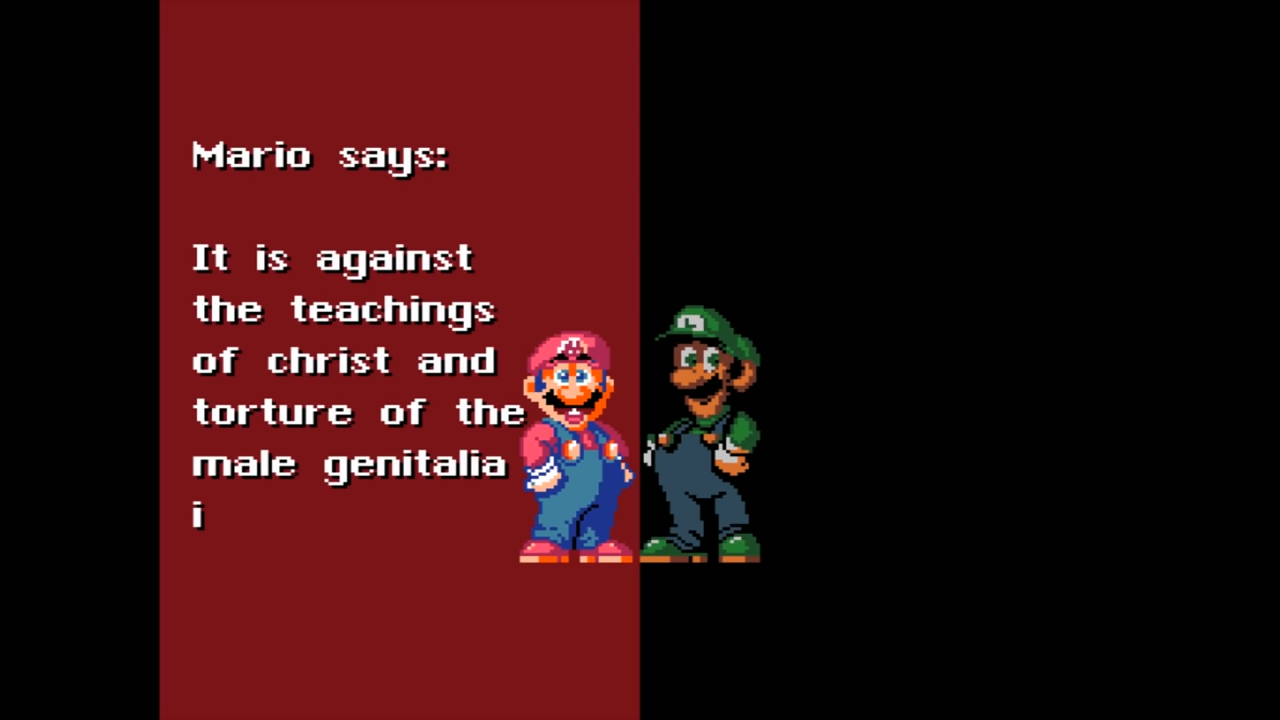 Mario says:
It is against
the teachings
of christ and
torture of the
male genitalia
i
L